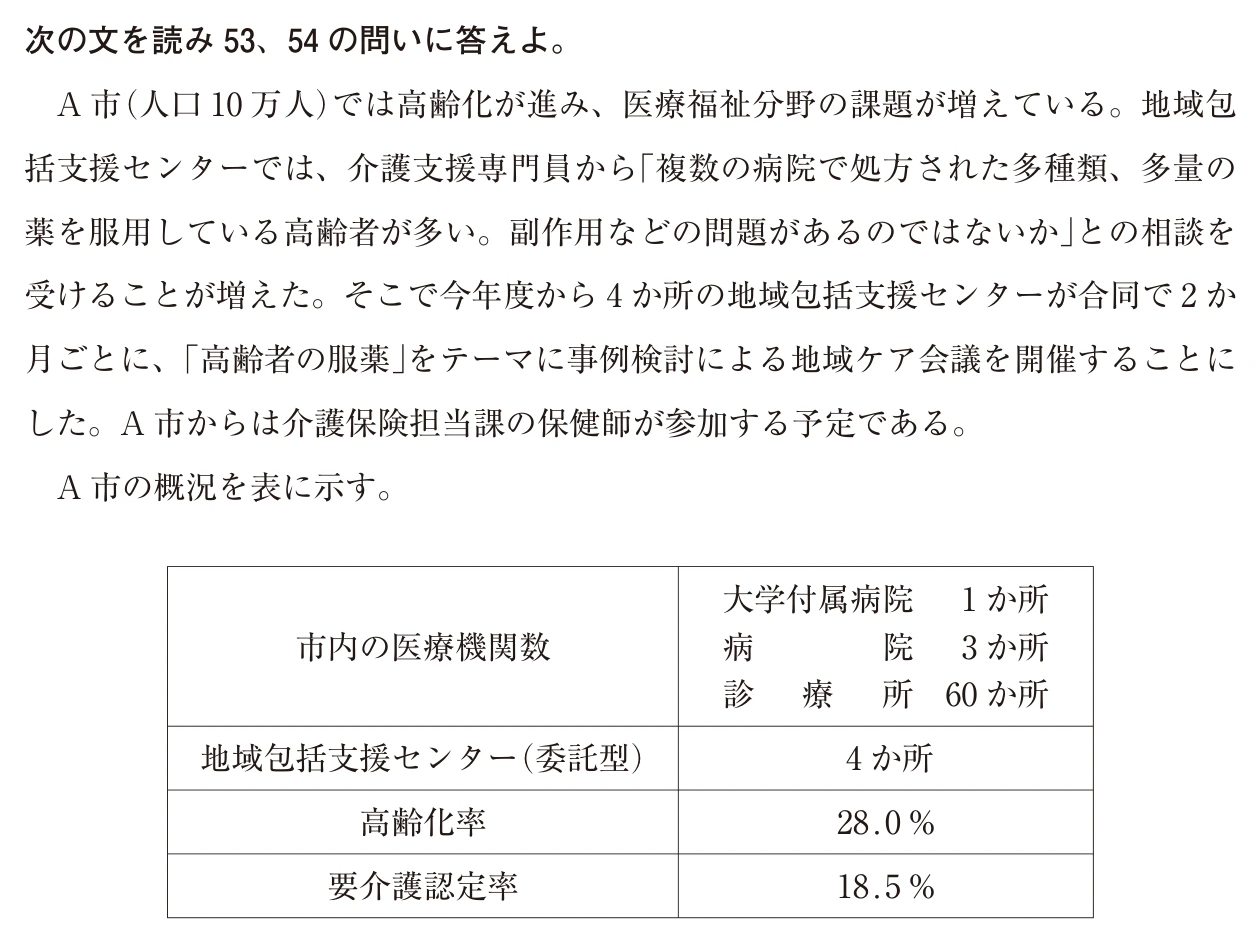 次の文を読み 53、54 の問いに答えよ。
A 市(人口 10 万人)では高齢化が進み、医療福祉分野の課題が増えている。地域包
括支援センターでは、介護支援専門員から「複数の病院で処方された多種類、多量の
薬を服用している高齢者が多い。副作用などの問題があるのではないか」との相談を
受けることが増えた。そこで今年度から 4 か所の地域包括支援センターが合同で 2 か
月ごとに、「高齢者の服薬」をテーマに事例検討による地域ケア会議を開催することに
した。A 市からは介護保険担当課の保健師が参加する予定である。
A 市の概況を表に示す。
市内の医療機関数
大学付属病院 1 か所
病院 3 か所
診療所 60 か所
地域包括支援センター(委託型) 4 か所
高齢化率 28.0 %
要介護認定率 18.5 %